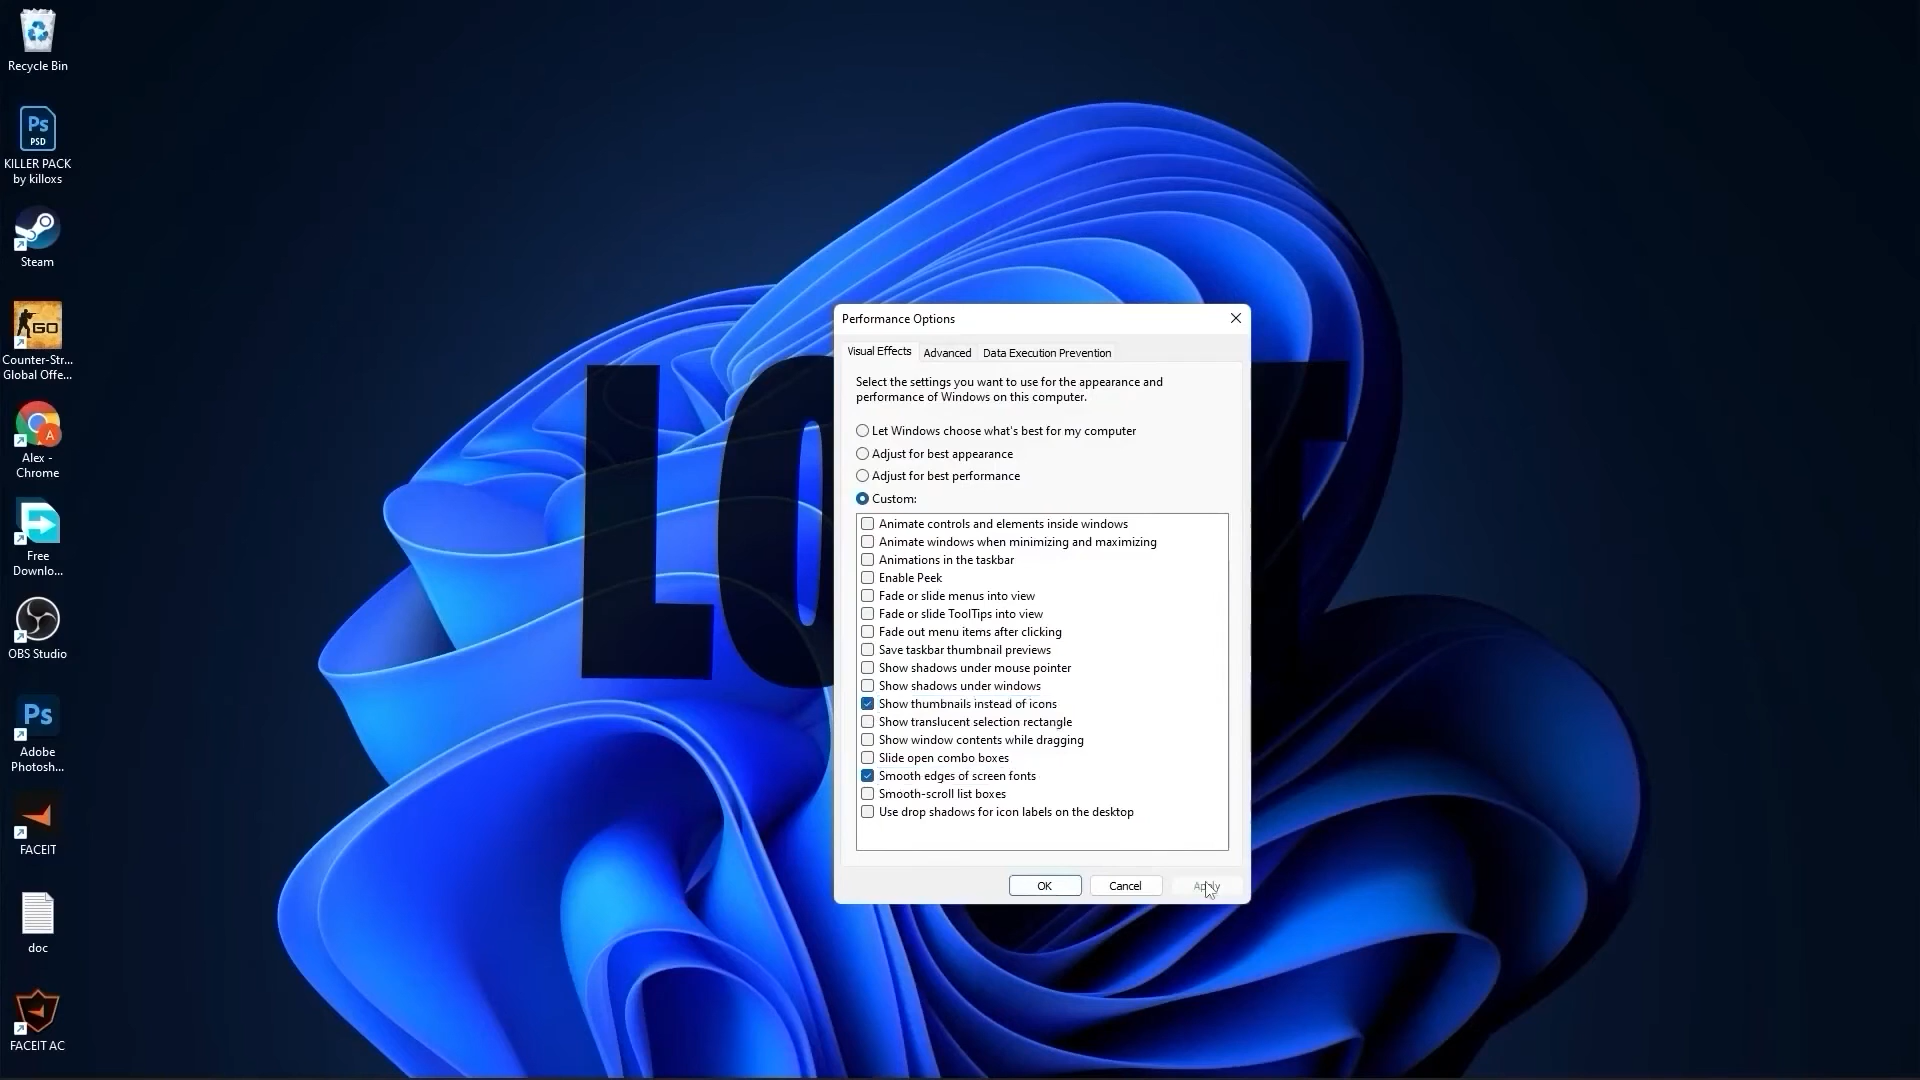 Recycle Bin
Ps
PSD
KILLER PACK
by killoxs
Steam
GO
Counter-Str...
Global Offe...
A
Alex -
Chrome
Free
Downlo...
OBS Studio
Ps
Adobe
Photosh...
FACEIT
doc
FACEIT AC
Performance Options
Visual Effects
Advanced
Data Execution Prevention
Select the settings you want to use for the appearance and
performance of Windows on this computer.
Let Windows choose what's best for my computer
Adjust for best appearance
Adjust for best performance
Custom:
Animate controls and elements inside windows
Animate windows when minimizing and maximizing
Animations in the taskbar
Enable Peek
Fade or slide menus into view
Fade or slide ToolTips into view
Fade out menu items after clicking
Save taskbar thumbnail previews
Show shadows under mouse pointer
Show shadows under windows
Show thumbnails instead of icons
Show translucent selection rectangle
Show window contents while dragging
Slide open combo boxes
Smooth edges of screen fonts
Smooth-scroll list boxes
Use drop shadows for icon labels on the desktop
OK
Cancel
Apply